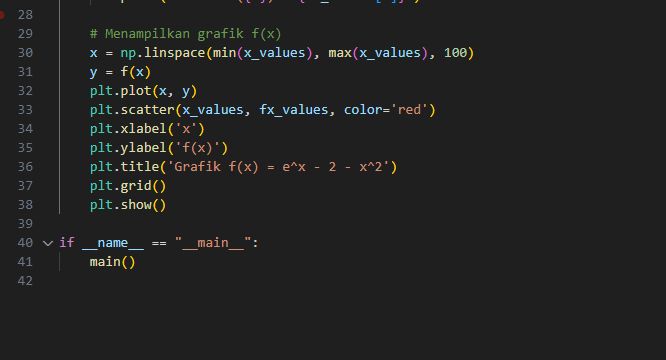 28
29 # Menampilkan grafik f(x)
30 x = np.linspace(min(x_values), max(x_values), 100)
31 y = f(x)
32 plt.plot(x, y)
33 plt.scatter(x_values, fx_values, color='red')
34 plt.xlabel('x')
35 plt.ylabel('f(x)')
36 plt.title('Grafik f(x) = e^x - 2 - x^2')
37 plt.grid()
38 plt.show()
39
40 if __name__ == "__main__":
41 main()
42